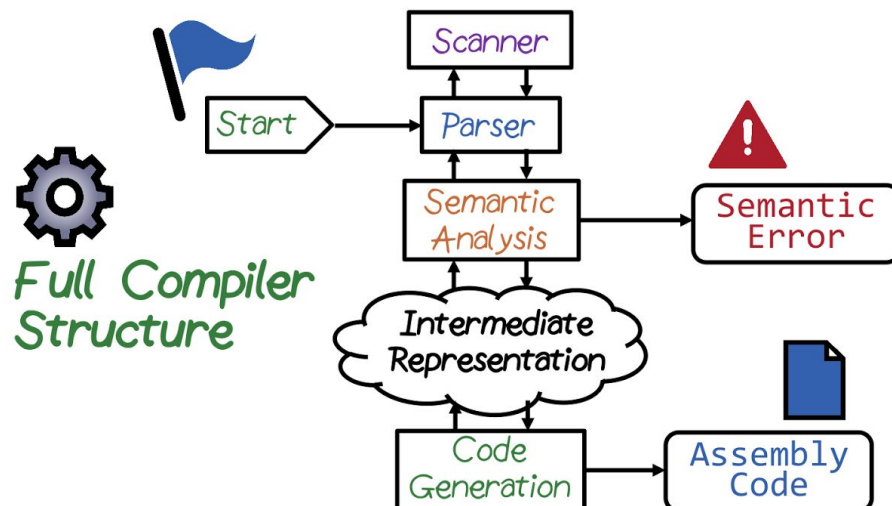 Scanner
Start
Parser
Semantic
Analysis
Semantic
Error
Full Compiler
Structure
Intermediate
Representation
Code
Generation
Assembly
Code